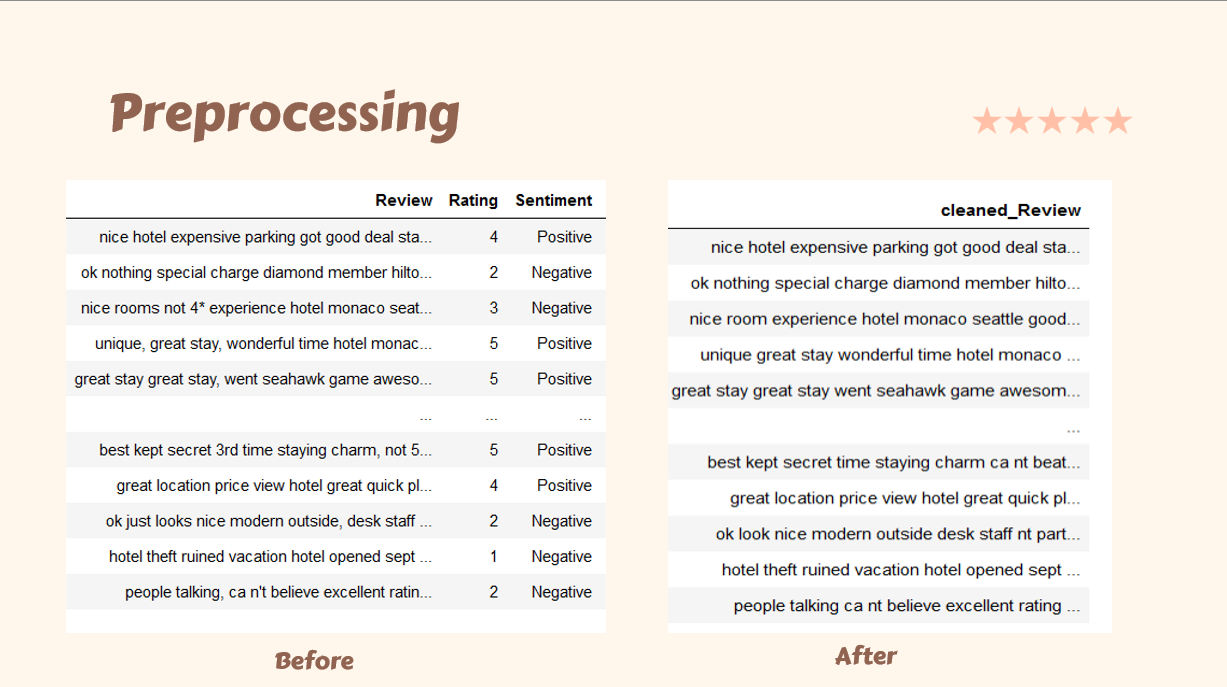 Preprocessing
Review Rating Sentiment
nice hotel expensive parking got good deal sta... 4 Positive
ok nothing special charge diamond member hilto... 2 Negative
nice rooms not 4* experience hotel monaco seat... 3 Negative
unique, great stay, wonderful time hotel monac... 5 Positive
great stay great stay, went seahawk game aweso... 5 Positive
... ... ...
best kept secret 3rd time staying charm, not 5... 5 Positive
great location price view hotel great quick pl... 4 Positive
ok just looks nice modern outside, desk staff ... 2 Negative
hotel theft ruined vacation hotel opened sept ... 1 Negative
people talking, ca n't believe excellent ratin... 2 Negative
Before
cleaned_Review
nice hotel expensive parking got good deal sta...
ok nothing special charge diamond member hilto...
nice room experience hotel monaco seattle good...
unique great stay wonderful time hotel monaco ...
great stay great stay went seahawk game awesom...
...
best kept secret time staying charm ca nt beat...
great location price view hotel great quick pl...
ok look nice modern outside desk staff nt part...
hotel theft ruined vacation hotel opened sept ...
people talking ca nt believe excellent rating ...
After